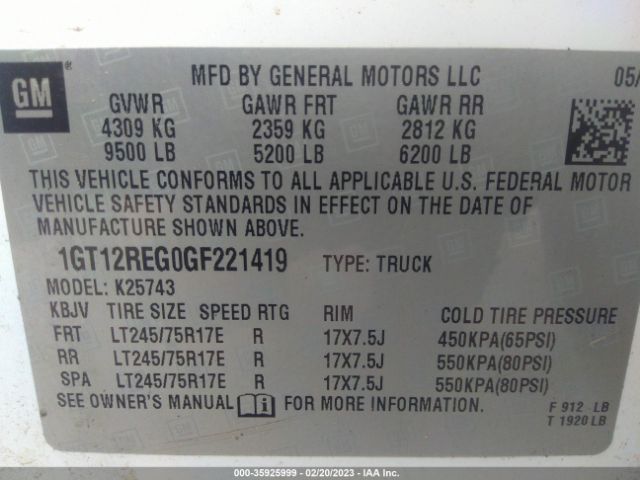 GM ®
MFD BY GENERAL MOTORS LLC 05/
GVWR GAWR FRT GAWR RR
4309 KG 2359 KG 2812 KG
9500 LB 5200 LB 6200 LB
THIS VEHICLE CONFORMS TO ALL APPLICABLE U.S. FEDERAL MOTOR
VEHICLE SAFETY STANDARDS IN EFFECT ON THE DATE OF
MANUFACTURE SHOWN ABOVE.
1GT12REG0GF221419 TYPE: TRUCK
MODEL: K25743
KBJV TIRE SIZE SPEED RTG RIM COLD TIRE PRESSURE
FRT LT245/75R17E R 17X7.5J 450KPA(65PSI)
RR LT245/75R17E R 17X7.5J 550KPA(80PSI)
SPA LT245/75R17E R 17X7.5J 550KPA(80PSI)
SEE OWNER'S MANUAL FOR MORE INFORMATION.
F 912 LB
T 1920 LB
000-35925999 — 02/20/2023 — IAA Inc.